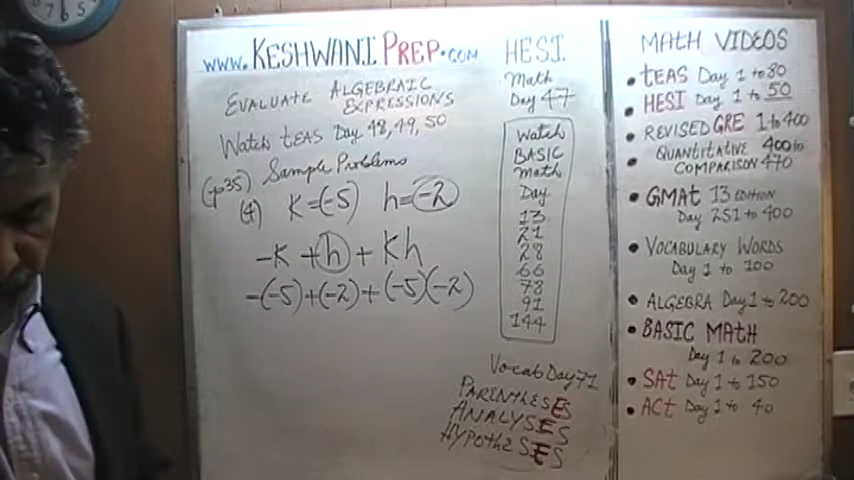 www.KESHWANIPREP.COM
EVALUATE ALGEBRAIC
EXPRESSIONS
Watch TEAS Day 48, 49, 50
(p35) Sample Problems
(4) K=(-5) h=(-2)
-K +h + Kh
-(-5)+(-2)+(-5)(-2)
HESI
Math
Day 47
Watch
BASIC
Math
Day
13
21
28
66
78
91
144
Vocab Day 71
PARENTHESES
ANALYSES
HYPOTHESES
MATH VIDEOS
• TEAS Day 1 to 80
• HESI Day 1 to 50
• REVISED GRE 1 to 400
• QUANTITATIVE 400 to
COMPARISON 470
• GMAT 13 EDITION
Day 251 to 400
• VOCABULARY WORDS
Day 1 to 100
• ALGEBRA Day 1 to 200
• BASIC MATH
Day 1 to 200
• SAT Day 1 to 150
• ACT Day 1 to 40